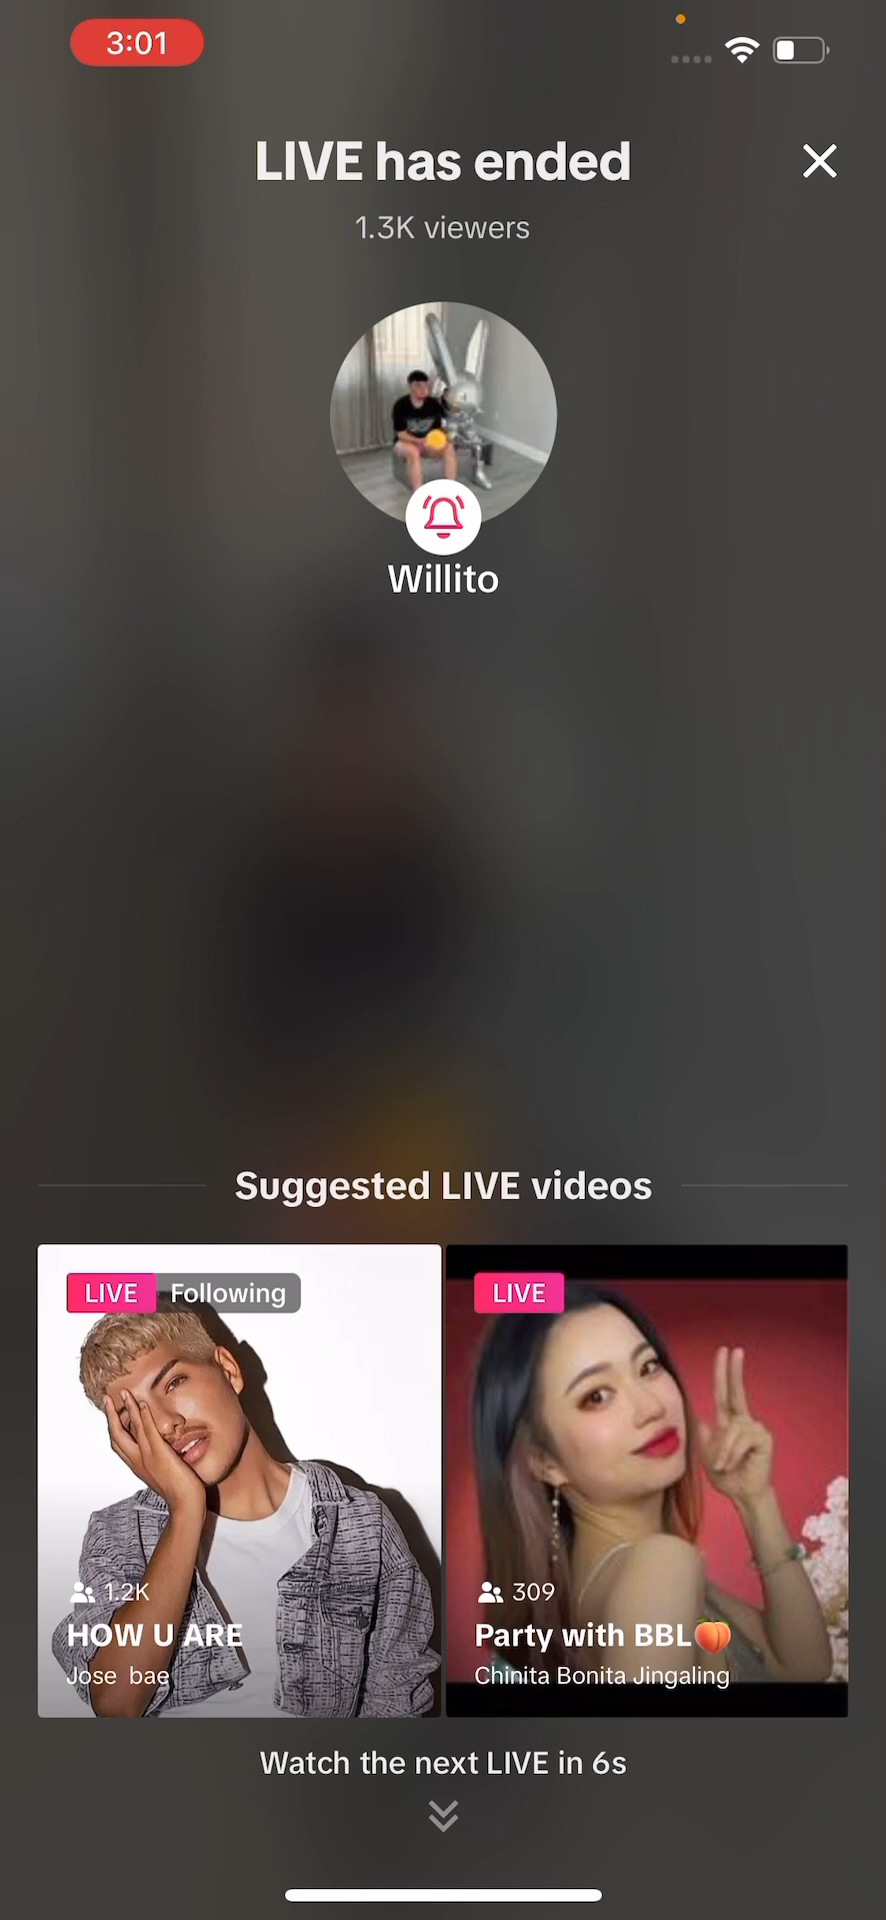 3:01
LIVE has ended
1.3K viewers
Willito
Suggested LIVE videos
LIVE Following
1.2K
HOW U ARE
Jose bae
LIVE
309
Party with BBL🍑
Chinita Bonita Jingaling
Watch the next LIVE in 6s